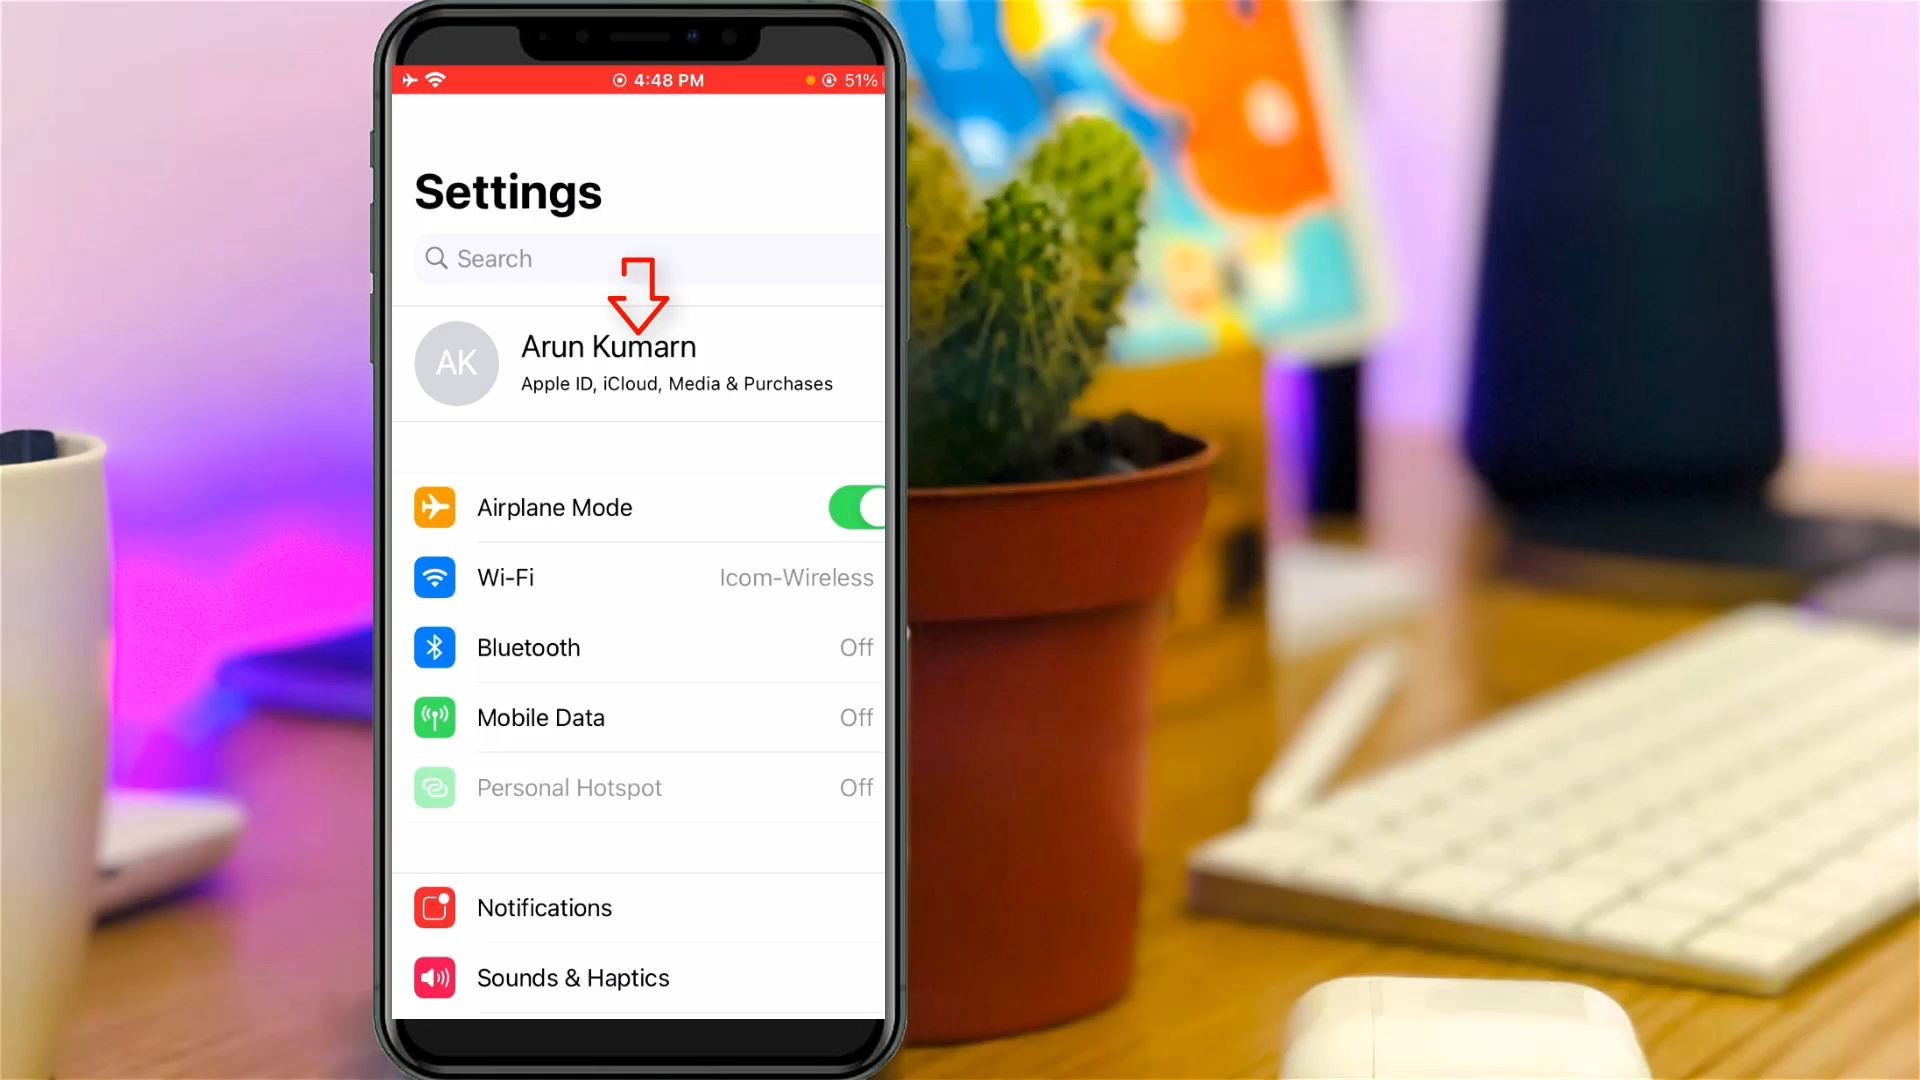 4:48 PM 51%
Settings
Search
AK
Arun Kumarn
Apple ID, iCloud, Media & Purchases
Airplane Mode
Wi-Fi Icom-Wireless
Bluetooth Off
Mobile Data Off
Personal Hotspot Off
Notifications
Sounds & Haptics